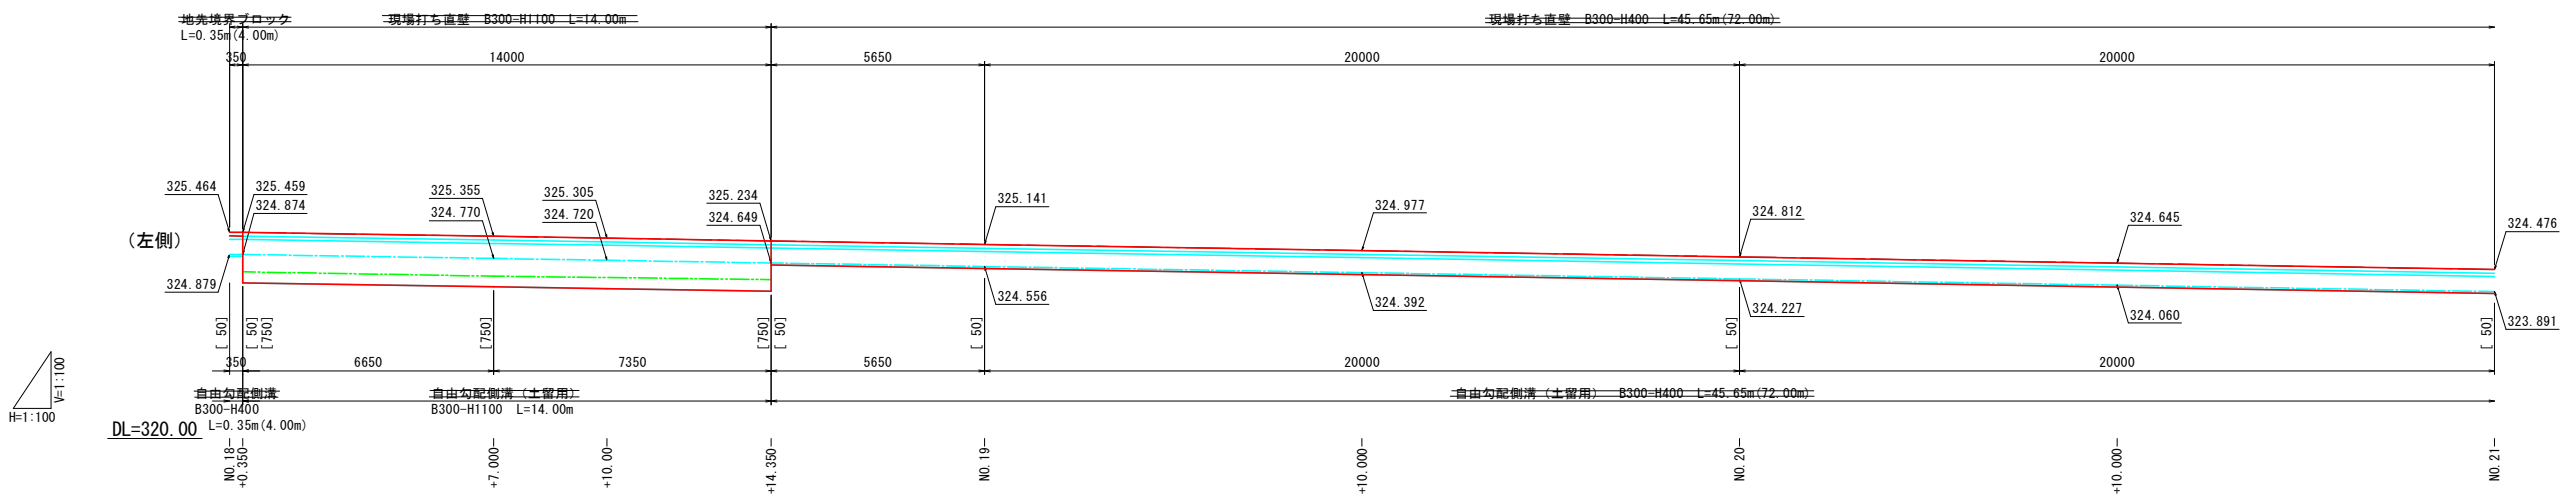 地先境界ブロック
L=0.35m(4.00m)
現場打ち直壁 B300-H1100 L=14.00m
現場打ち直壁 B300-H400 L=45.65m(72.00m)
350
14000
5650
20000
20000
325.464
325.459
324.874
325.355
324.770
325.305
324.720
325.234
324.649
325.141
324.977
324.812
324.645
324.476
(左側)
324.879
324.556
324.392
324.227
324.060
323.891
[ 50]
[ 50]
[750]
[750]
[750]
[ 50]
[ 50]
[ 50]
[ 50]
350
6650
7350
5650
20000
20000
V=1:100
H=1:100
自由勾配側溝
B300-H400
L=0.35m(4.00m)
自由勾配側溝(土留用)
B300-H1100 L=14.00m
自由勾配側溝(土留用) B300-H400 L=45.65m(72.00m)
DL=320.00
NO.18
+0.350
+7.000
+10.00
+14.350
NO.19
+10.000
NO.20
+10.000
NO.21